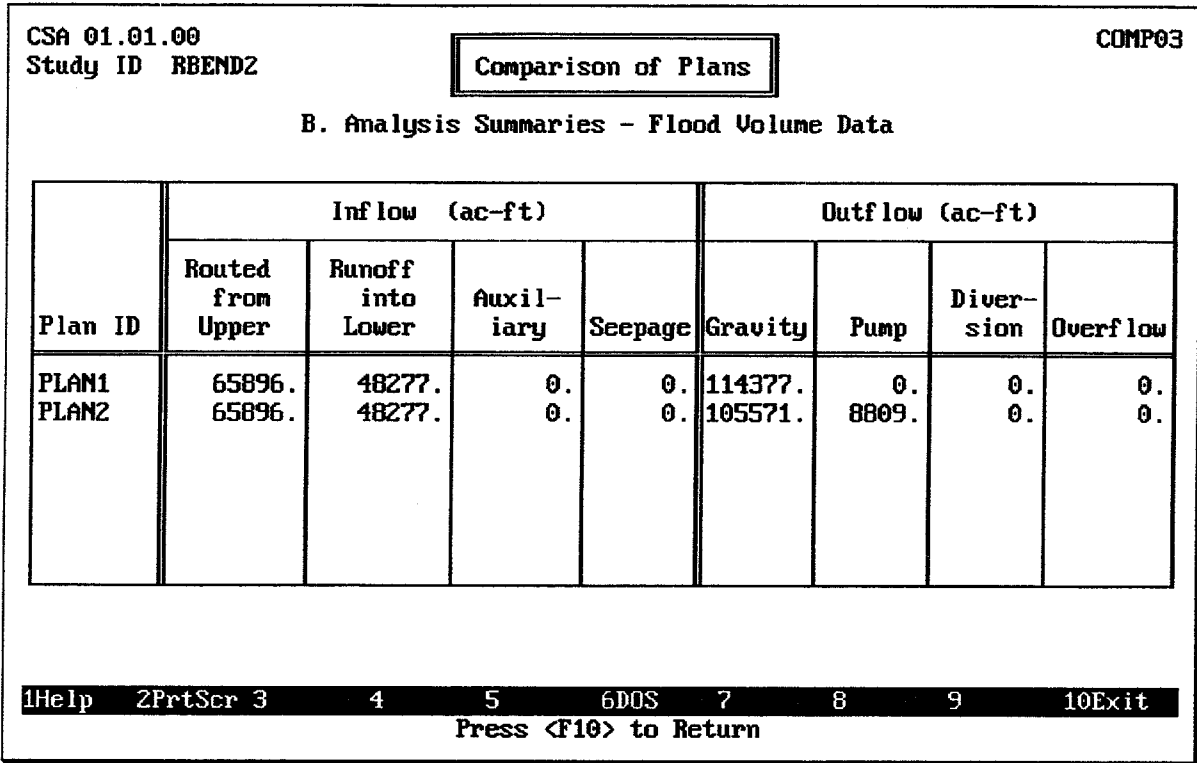 CSA 01.01.00 COMP03
Study ID RBEND2 Comparison of Plans
B. Analysis Summaries - Flood Volume Data
Inflow (ac-ft) Outflow (ac-ft)
Routed Runoff
from into Auxil- Diver-
Plan ID Upper Lower iary Seepage Gravity Pump sion Overflow
PLAN1 65896. 48277. 0. 0. 114377. 0. 0. 0.
PLAN2 65896. 48277. 0. 0. 105571. 8809. 0. 0.
1Help 2PrtScr 3 4 5 6DOS 7 8 9 10Exit
Press <F10> to Return